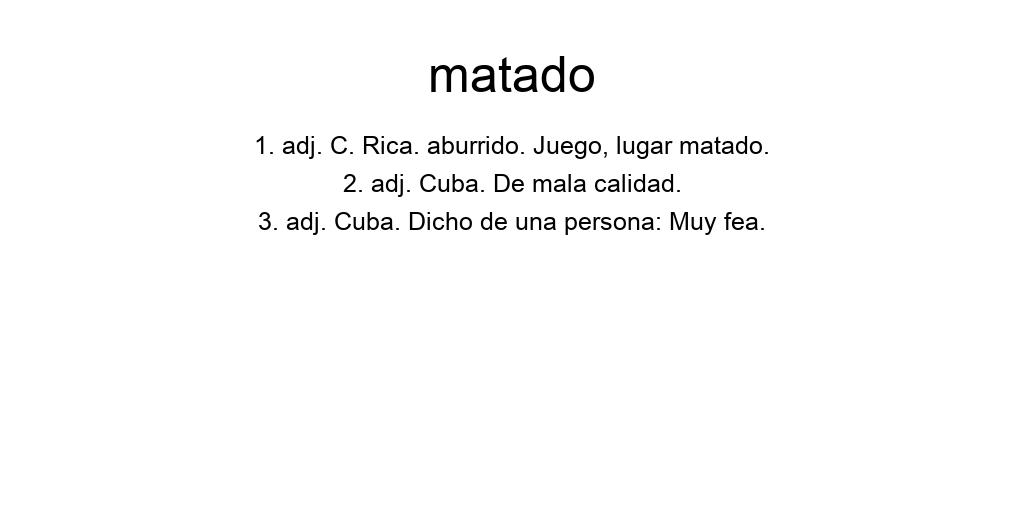 matado
1. adj. C. Rica. aburrido. Juego, lugar matado.
2. adj. Cuba. De mala calidad.
3. adj. Cuba. Dicho de una persona: Muy fea.